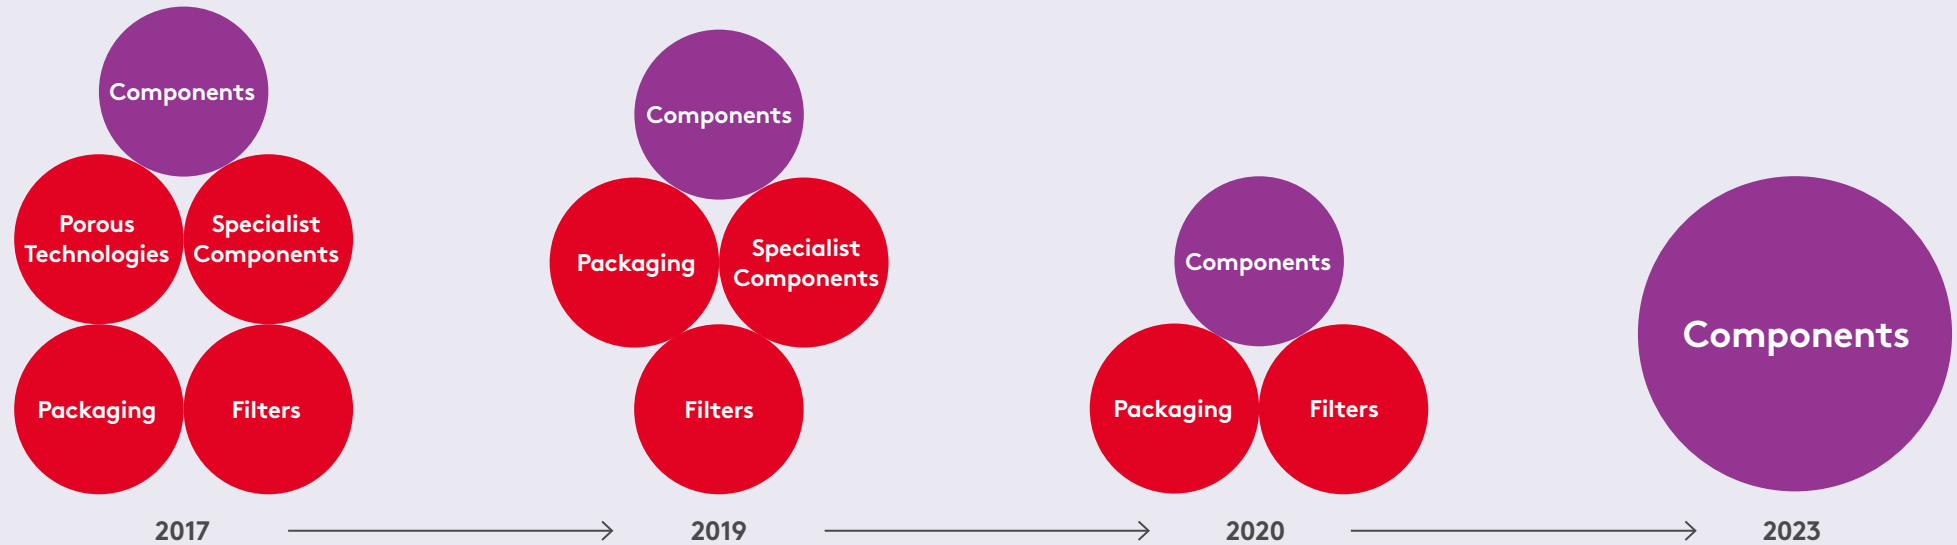 Components
Porous
Technologies
Specialist
Components
Packaging
Filters
2017
Components
Packaging
Specialist
Components
Filters
2019
Components
Packaging
Filters
2020
Components
2023